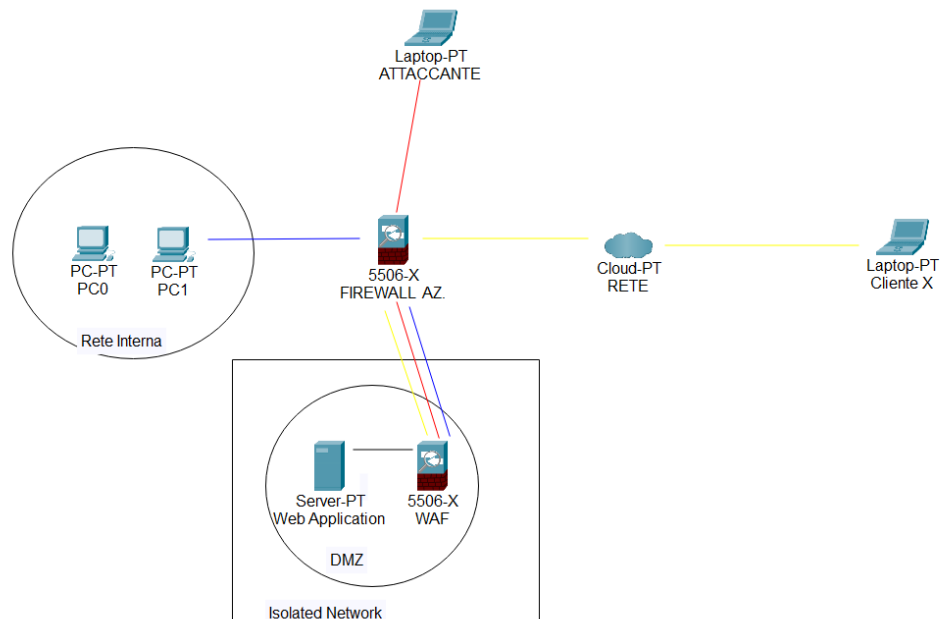 Laptop-PT
ATTACCANTE
PC-PT
PC0
PC-PT
PC1
Rete Interna
5506-X
FIREWALL AZ.
Cloud-PT
RETE
Laptop-PT
Cliente X
Server-PT
Web Application
5506-X
WAF
DMZ
Isolated Network